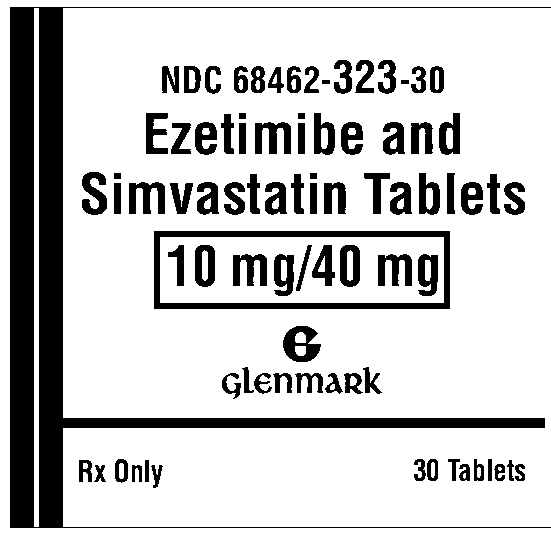 NDC 68462-323-30
Ezetimibe and
Simvastatin Tablets
10 mg/40 mg
G
glenmark
Rx Only
30 Tablets